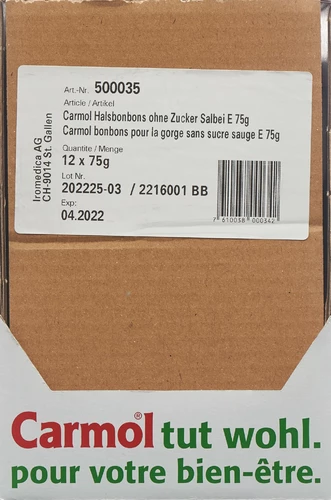 Art.-Nr. 500035
Article / Artikel
Carmol Halsbonbons ohne Zucker Salbei E 75g
Carmol bonbons pour la gorge sans sucre sauge E 75g
Quantite / Menge
12 x 75g
Lot Nr.
202225-03 / 2216001 BB
Exp:
04.2022
Iromedica AG
CH-9014 St. Gallen
7 610038 000342
Carmol® tut wohl.
pour votre bien-être.